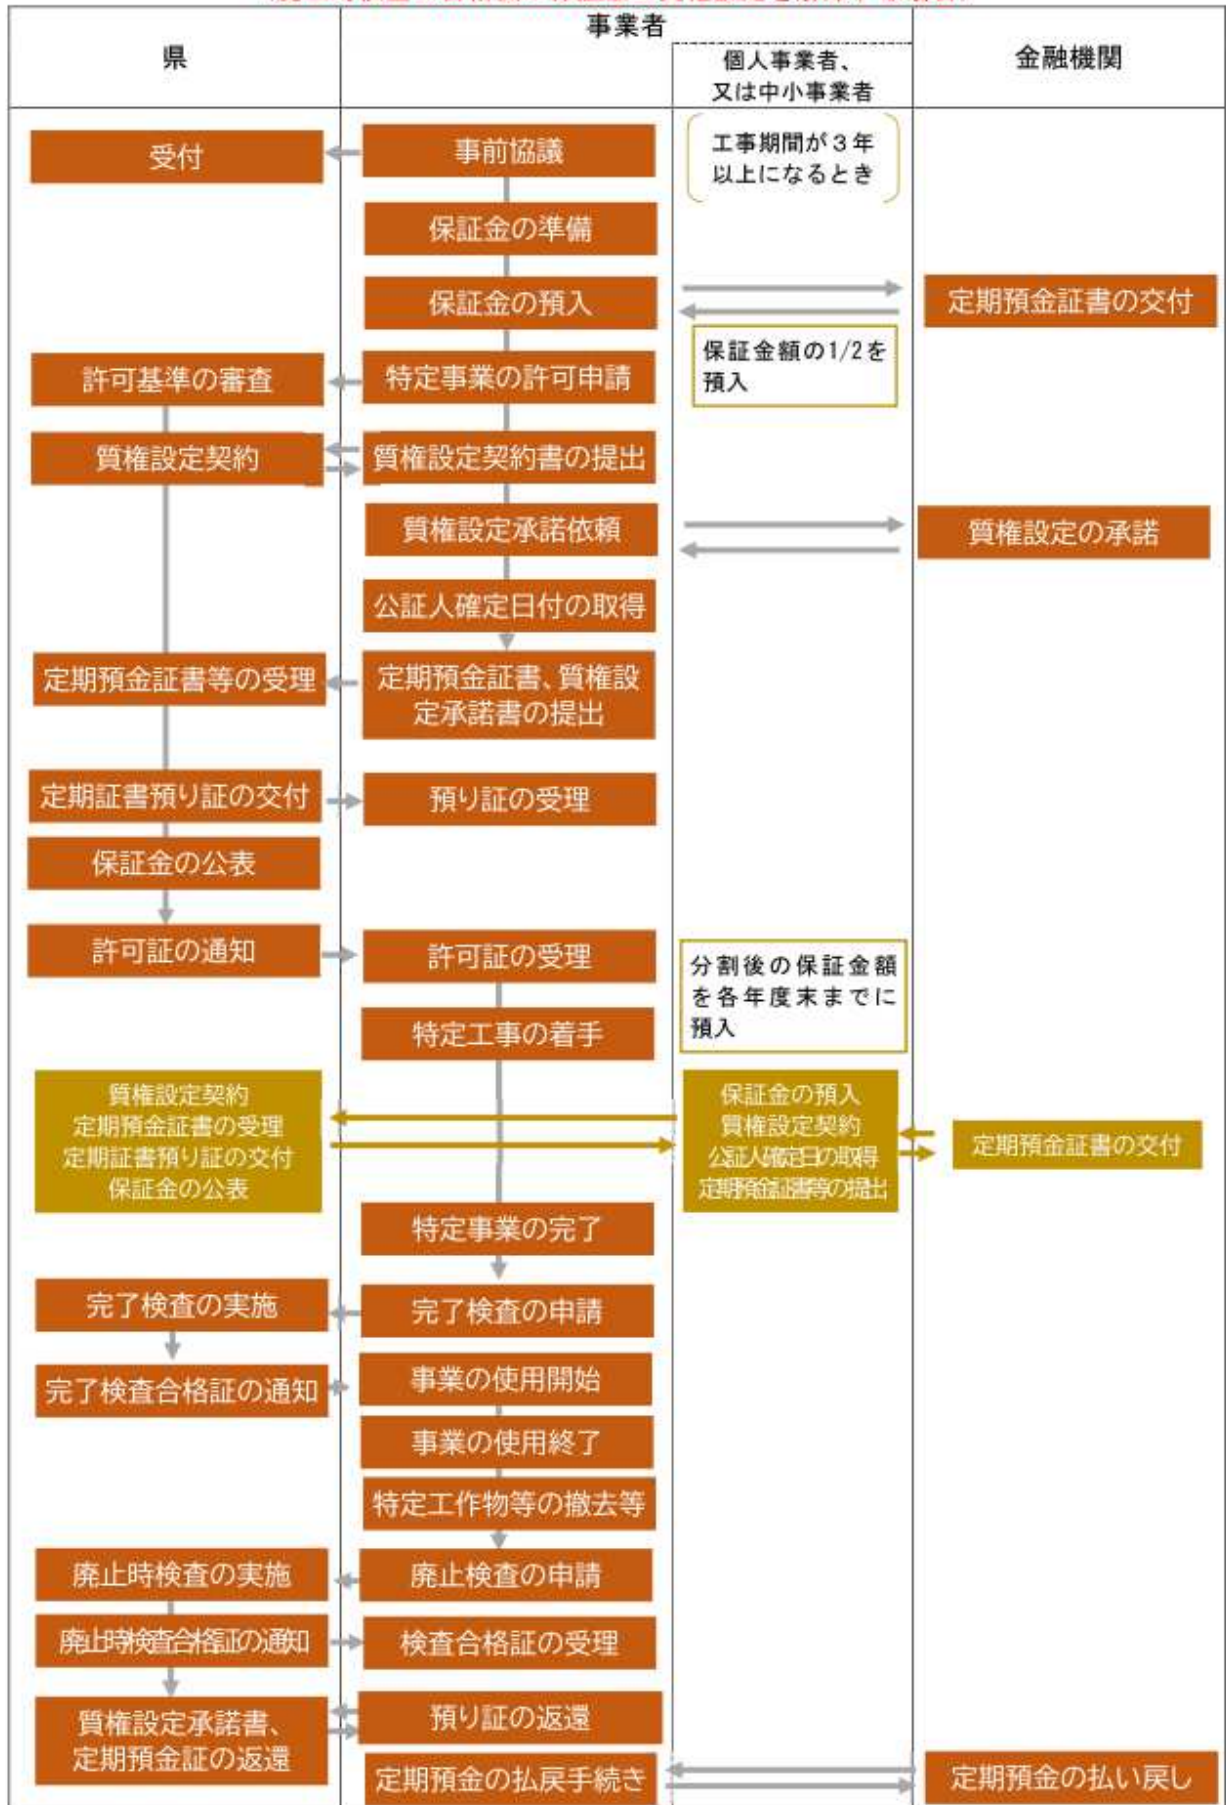 事業者
県
個人事業者、
又は中小事業者
金融機関
受付
事前協議
工事期間が3年
以上になるとき
保証金の準備
保証金の預入
定期預金証書の交付
保証金額の1/2を
預入
許可基準の審査
特定事業の許可申請
質権設定契約
質権設定契約書の提出
質権設定承諾依頼
質権設定の承諾
公証人確定日付の取得
定期預金証書等の受理
定期預金証書、質権設
定承諾書の提出
定期証書預り証の交付
預り証の受理
保証金の公表
許可証の通知
許可証の受理
分割後の保証金額
を各年度末までに
預入
特定工事の着手
質権設定契約
定期預金証書の受理
定期証書預り証の交付
保証金の公表
保証金の預入
質権設定契約
公証人確定日の取得
定期預金証書等の提出
定期預金証書の交付
特定事業の完了
完了検査の実施
完了検査の申請
完了検査合格証の通知
事業の使用開始
事業の使用終了
特定工作物等の撤去等
廃止時検査の実施
廃止検査の申請
廃止時検査合格証の通知
検査合格証の受理
質権設定承諾書、
定期預金証の返還
預り証の返還
定期預金の払戻手続き
定期預金の払い戻し